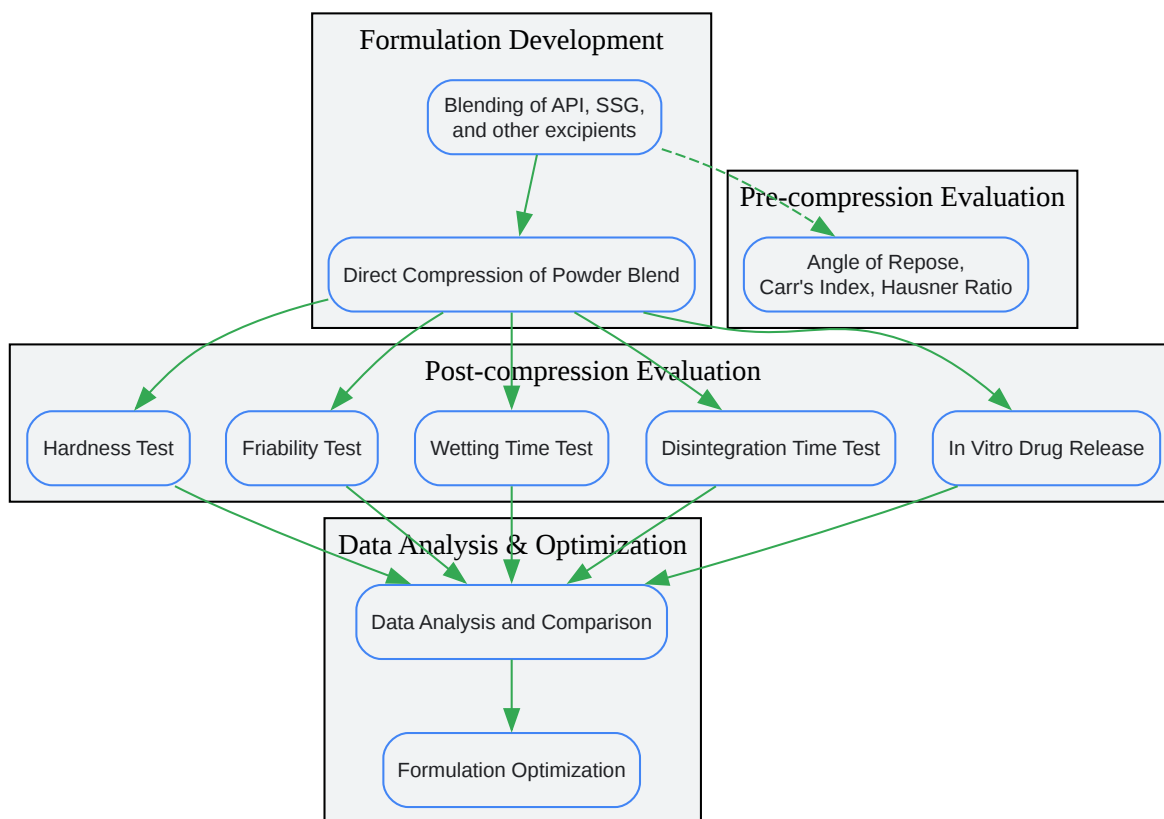 Formulation Development
Blending of API, SSG,
and other excipients
Pre-compression Evaluation
Angle of Repose,
Carr's Index, Hausner Ratio
Direct Compression of Powder Blend
Post-compression Evaluation
Hardness Test
Friability Test
Wetting Time Test
Disintegration Time Test
In Vitro Drug Release
Data Analysis & Optimization
Data Analysis and Comparison
Formulation Optimization